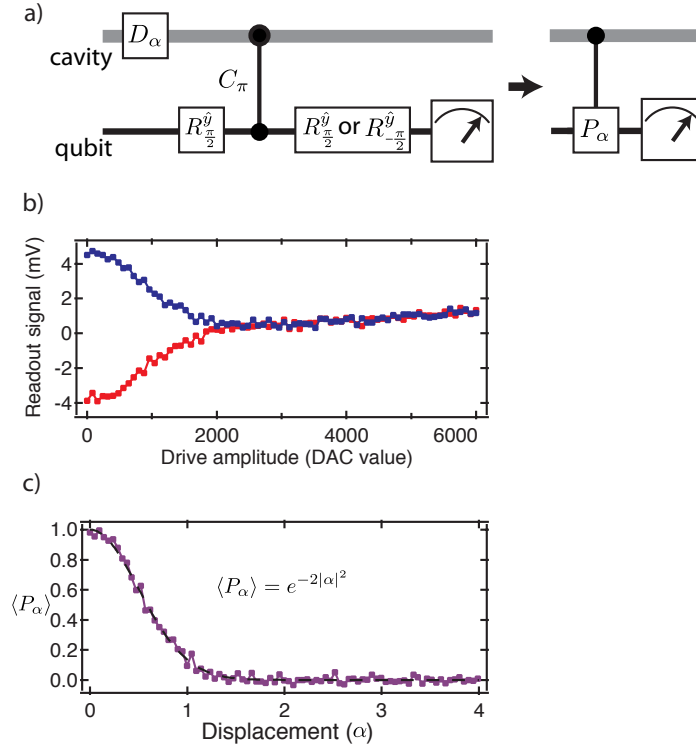 a)
D_α
cavity
C_π
R^ŷ_{π/2}
R^ŷ_{π/2} or R^ŷ_{-π/2}
P_α
qubit
b)
4
2
0
-2
-4
Readout signal (mV)
0
2000
4000
6000
Drive amplitude (DAC value)
c)
1.0
0.8
0.6
0.4
0.2
0.0
⟨P_α⟩
⟨P_α⟩ = e^{-2|α|^2}
0
1
2
3
4
Displacement (α)